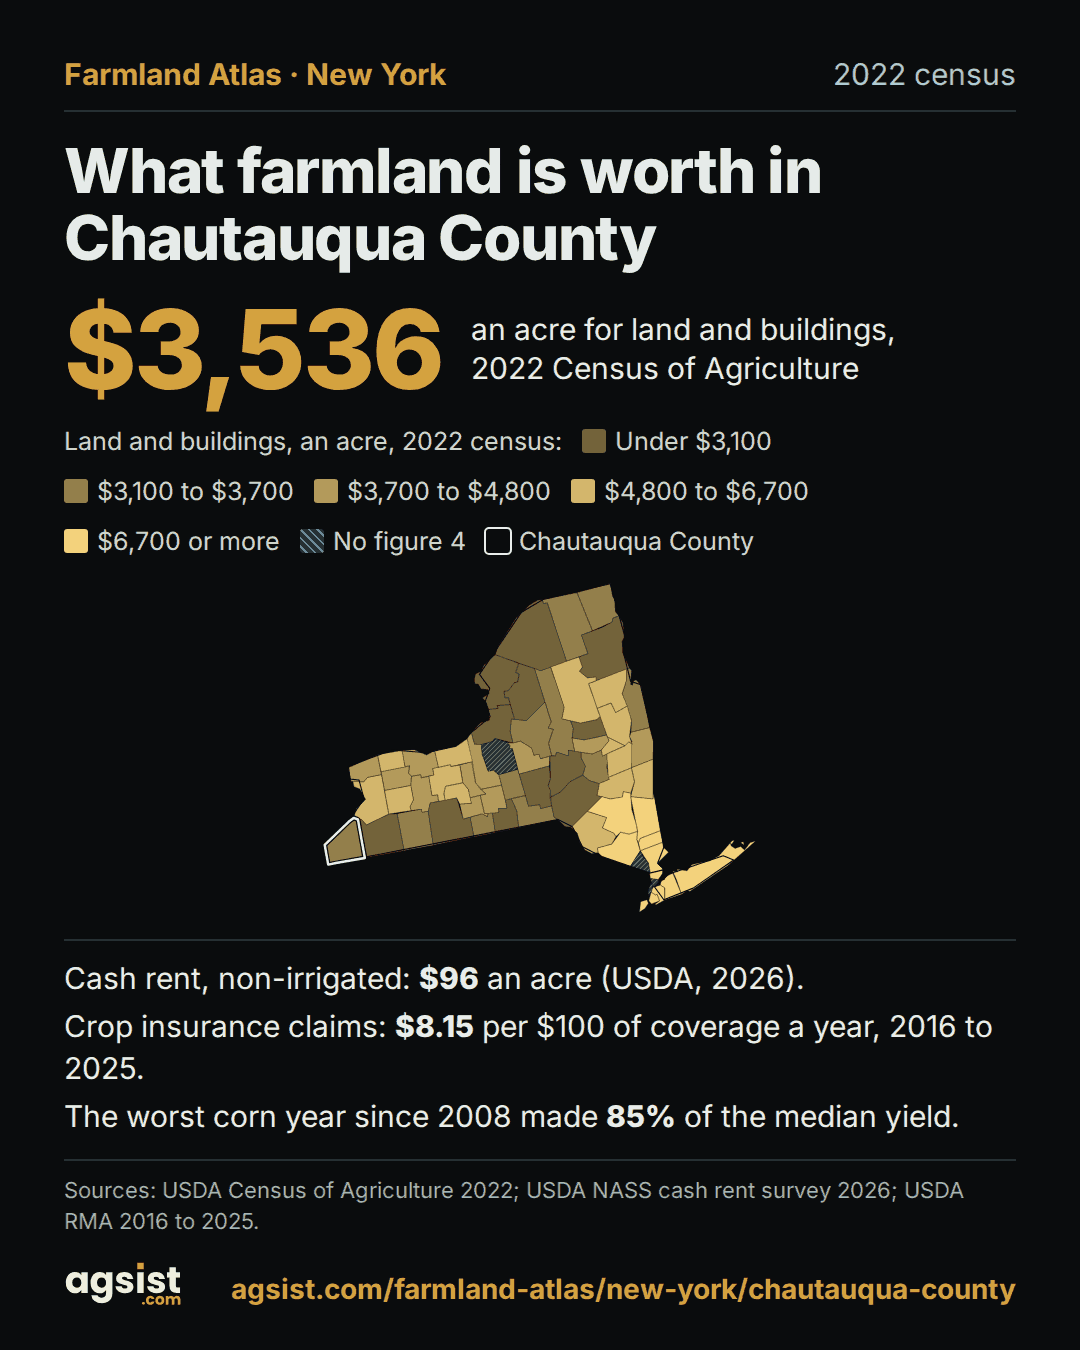 Farmland Atlas · New York
2022 census
What farmland is worth in
Chautauqua County
$3,536
an acre for land and buildings,
2022 Census of Agriculture
Land and buildings, an acre, 2022 census: Under $3,100
$3,100 to $3,700 $3,700 to $4,800 $4,800 to $6,700
$6,700 or more No figure 4 Chautauqua County
Cash rent, non-irrigated: $96 an acre (USDA, 2026).
Crop insurance claims: $8.15 per $100 of coverage a year, 2016 to
2025.
The worst corn year since 2008 made 85% of the median yield.
Sources: USDA Census of Agriculture 2022; USDA NASS cash rent survey 2026; USDA
RMA 2016 to 2025.
agsist
.com
agsist.com/farmland-atlas/new-york/chautauqua-county